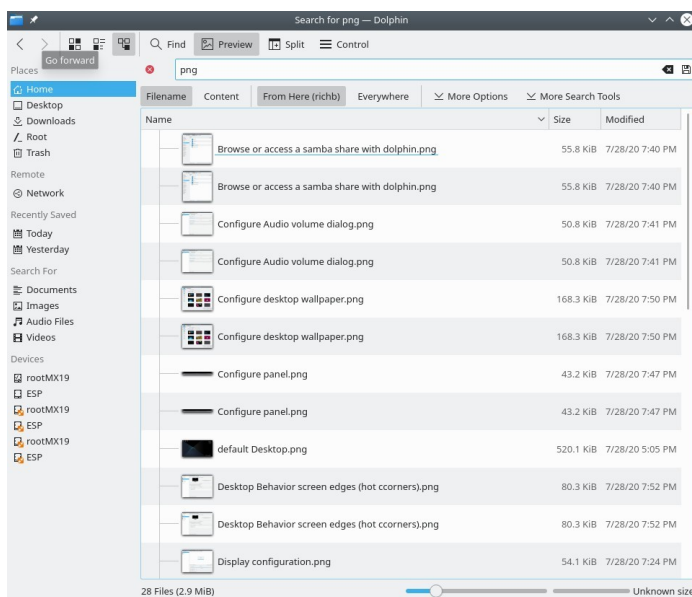 Search for png — Dolphin
Find Preview Split Control
Go forward
Places
Home
Desktop
Downloads
Root
Trash
Remote
Network
Recently Saved
Today
Yesterday
Search For
Documents
Images
Audio Files
Videos
Devices
rootMX19
ESP
rootMX19
ESP
rootMX19
ESP
png
Filename Content From Here (richb) Everywhere More Options More Search Tools
Name Size Modified
Browse or access a samba share with dolphin.png 55.8 KiB 7/28/20 7:40 PM
Browse or access a samba share with dolphin.png 55.8 KiB 7/28/20 7:40 PM
Configure Audio volume dialog.png 50.8 KiB 7/28/20 7:41 PM
Configure Audio volume dialog.png 50.8 KiB 7/28/20 7:41 PM
Configure desktop wallpaper.png 168.3 KiB 7/28/20 7:50 PM
Configure desktop wallpaper.png 168.3 KiB 7/28/20 7:50 PM
Configure panel.png 43.2 KiB 7/28/20 7:47 PM
Configure panel.png 43.2 KiB 7/28/20 7:47 PM
default Desktop.png 520.1 KiB 7/28/20 5:05 PM
Desktop Behavior screen edges (hot ccorners).png 80.3 KiB 7/28/20 7:52 PM
Desktop Behavior screen edges (hot ccorners).png 80.3 KiB 7/28/20 7:52 PM
Display configuration.png 54.1 KiB 7/28/20 7:24 PM
28 Files (2.9 MiB) Unknown size